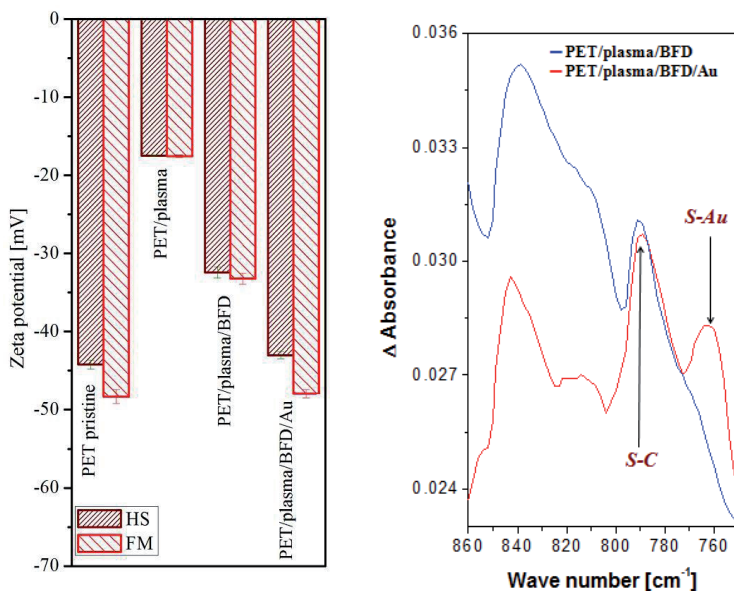 0
-10
-20
-30
-40
-50
-60
-70
Zeta potential [mV]
PET pristine
PET/plasma
PET/plasma/BFD
PET/plasma/BFD/Au
HS
FM
0.036
0.033
0.030
0.027
0.024
Δ Absorbance
PET/plasma/BFD
PET/plasma/BFD/Au
S-Au
S-C
860 840 820 800 780 760
Wave number [cm⁻¹]